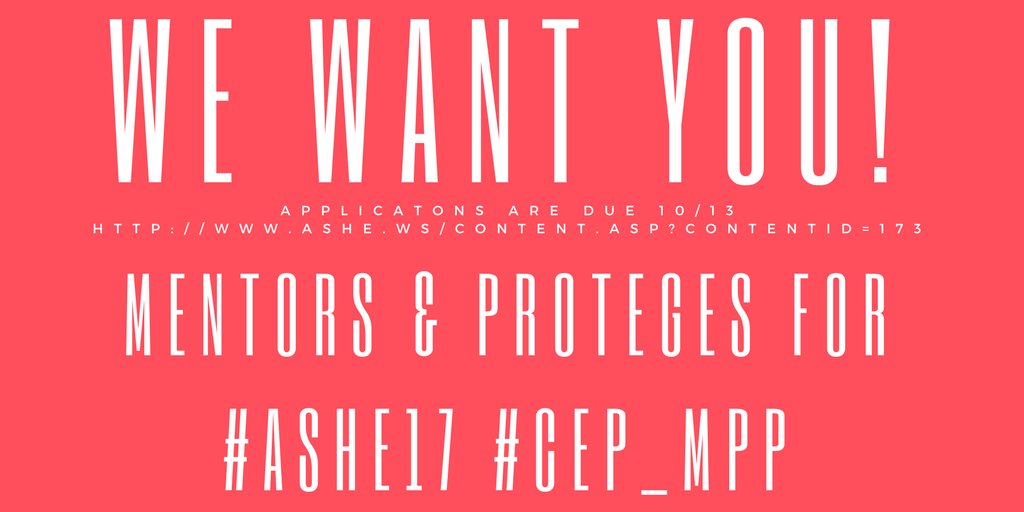 WE WANT YOU!
APPLICATONS ARE DUE 10/13
HTTP://WWW.ASHE.WS/CONTENT.ASP?CONTENTID=173
MENTORS & PROTEGES FOR
#ASHE17 #CEP_MPP